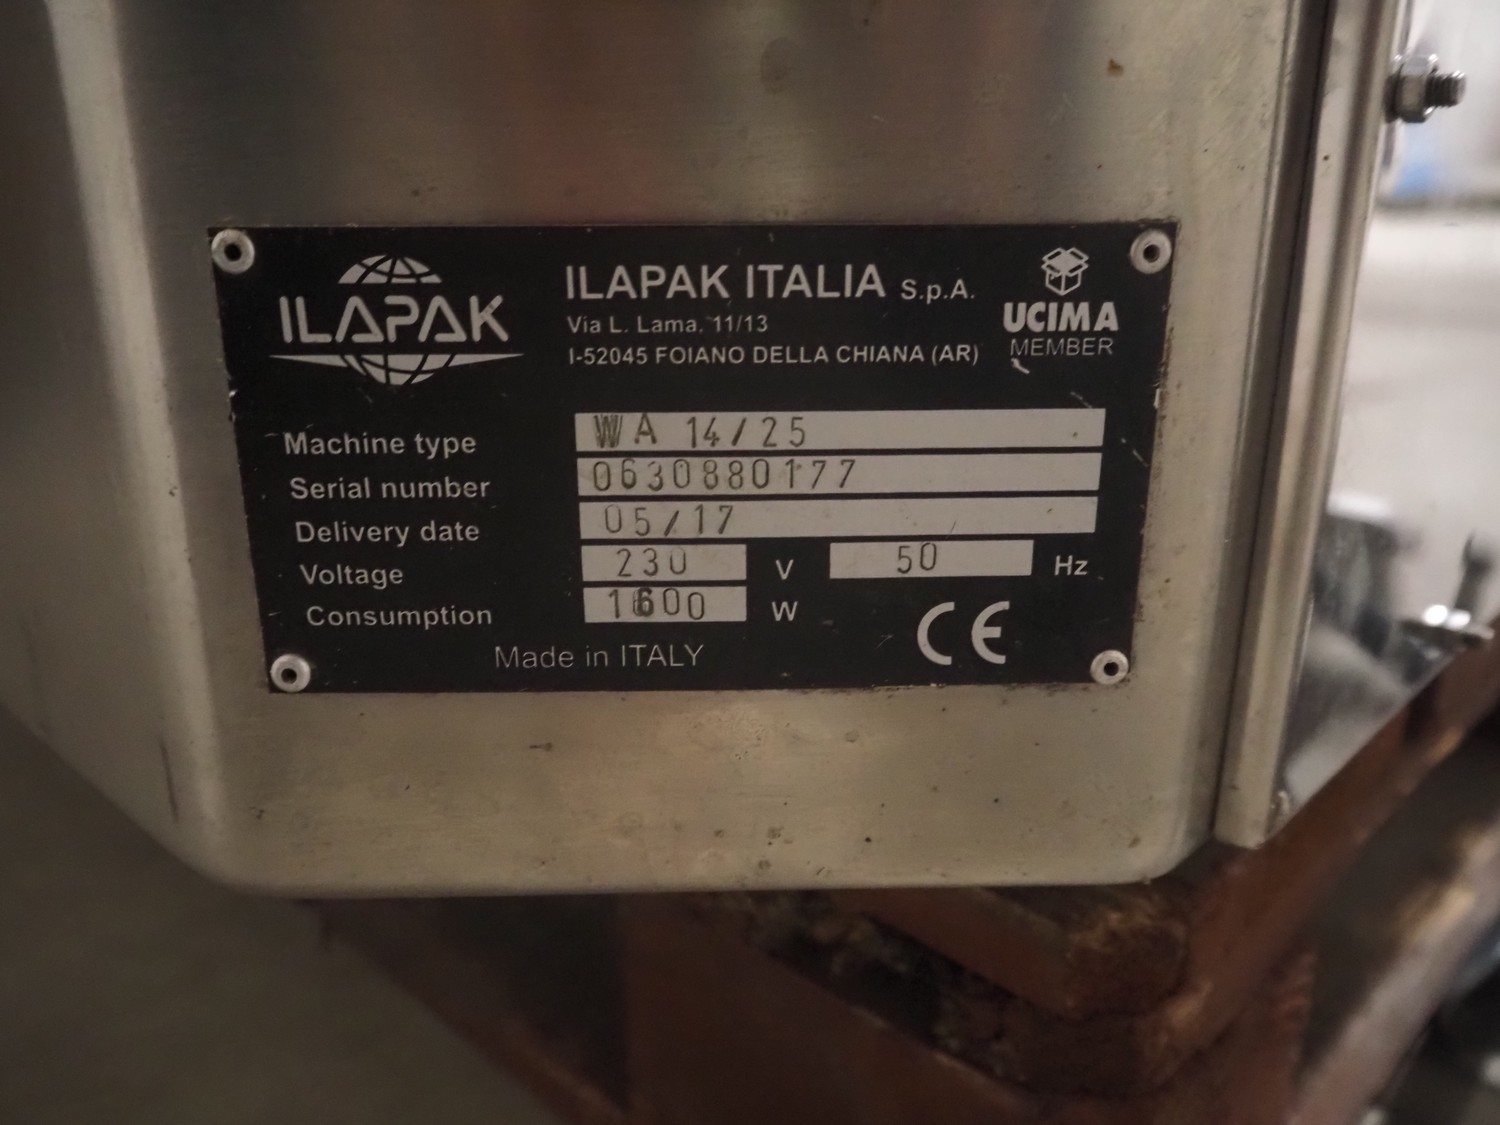 ILAPAK
ILAPAK ITALIA S.p.A.
Via L. Lama. 11/13
I-52045 FOIANO DELLA CHIANA (AR)
UCIMA
MEMBER
Machine type WA 14/25
Serial number 0630880177
Delivery date 05/17
Voltage 230 V 50 Hz
Consumption 1600 W
Made in ITALY CE